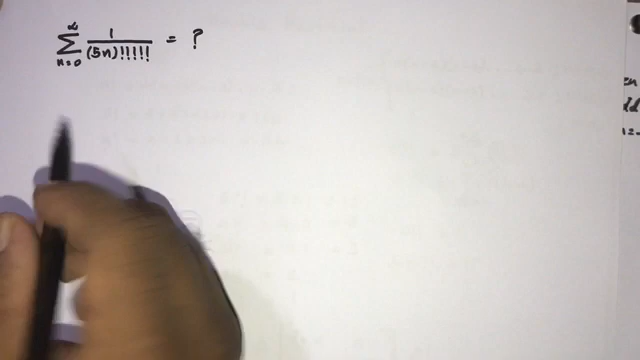 ∞
∑ 1/(5n)!!!!! = ?
n=0